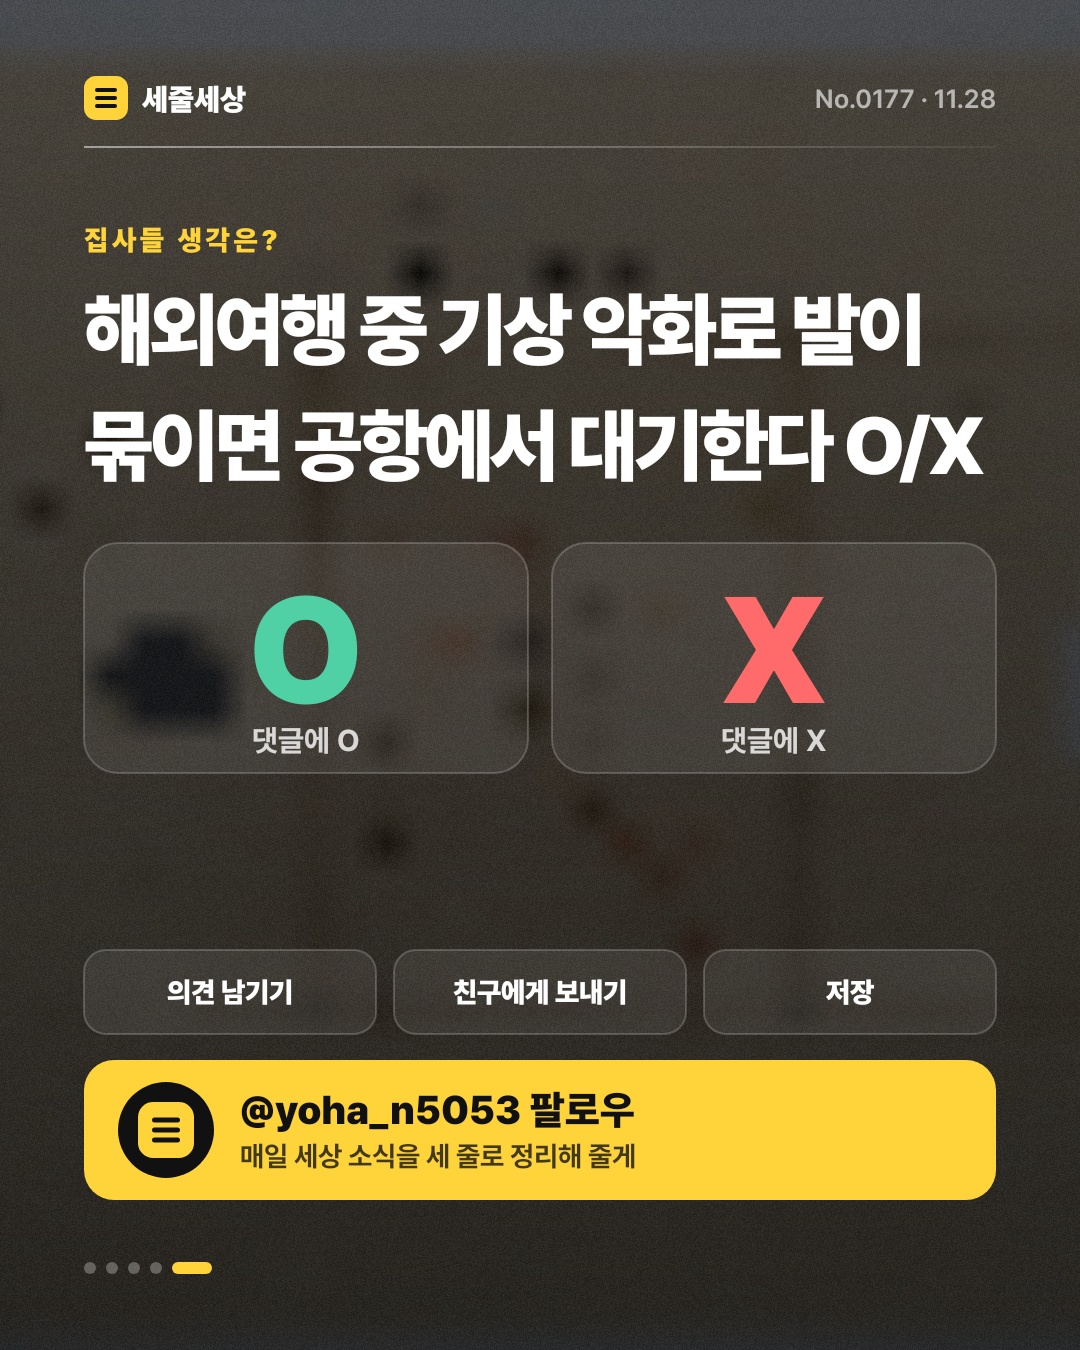 세줄세상
No.0177 · 11.28
집사들 생각은?
해외여행 중 기상 악화로 발이
묶이면 공항에서 대기한다 O/X
O
댓글에 O
X
댓글에 X
의견 남기기
친구에게 보내기
저장
@yoha_n5053 팔로우
매일 세상 소식을 세 줄로 정리해 줄게